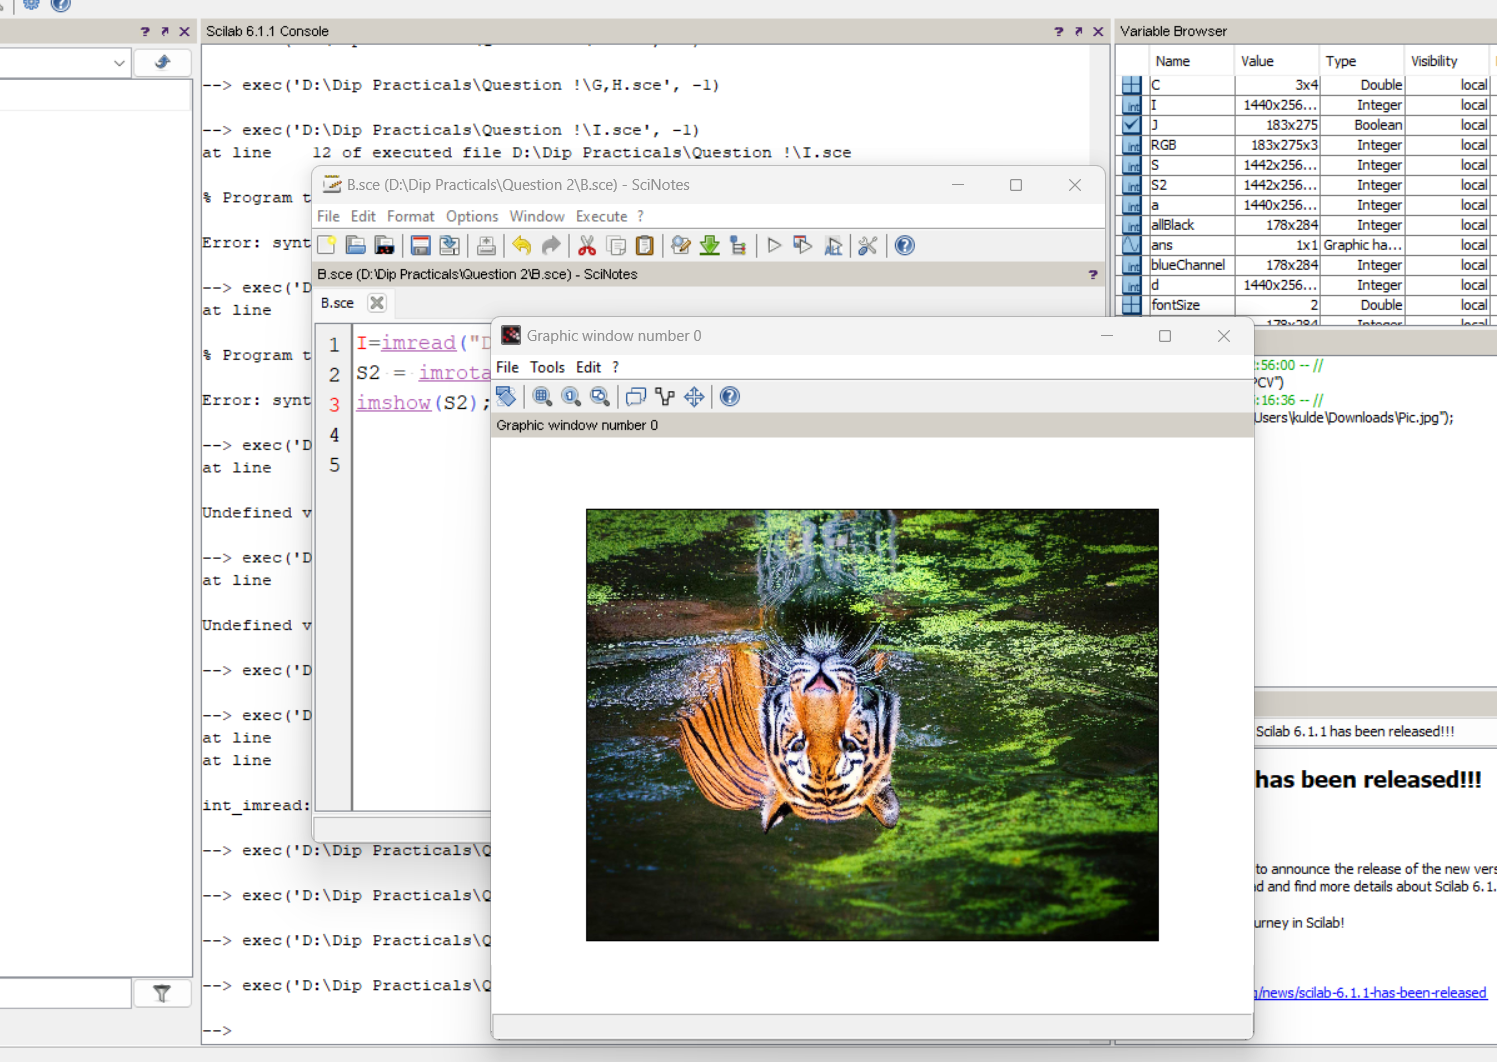 Scilab 6.1.1 Console
--> exec('D:\Dip Practicals\Question !\G,H.sce', -1)
--> exec('D:\Dip Practicals\Question !\I.sce', -1)
at line    12 of executed file D:\Dip Practicals\Question !\I.sce
% Program t
Error: synt
--> exec('D
at line
% Program t
Error: synt
--> exec('D
at line
Undefined v
--> exec('D
at line
Undefined v
--> exec('D
--> exec('D
at line
at line
int_imread:
--> exec('D:\Dip Practicals\Q
--> exec('D:\Dip Practicals\Q
--> exec('D:\Dip Practicals\Q
--> exec('D:\Dip Practicals\Q
-->
B.sce (D:\Dip Practicals\Question 2\B.sce) - SciNotes
File Edit Format Options Window Execute ?
B.sce (D:\Dip Practicals\Question 2\B.sce) - SciNotes
B.sce
1 I=imread("D
2 S2 = imrota
3 imshow(S2);
4
5
Graphic window number 0
File Tools Edit ?
Graphic window number 0
Variable Browser
Name Value Type Visibility
C 3x4 Double local
I 1440x256... Integer local
J 183x275 Boolean local
RGB 183x275x3 Integer local
S 1442x256... Integer local
S2 1442x256... Integer local
a 1440x256... Integer local
allBlack 178x284 Integer local
ans 1x1 Graphic ha... local
blueChannel 178x284 Integer local
d 1440x256... Integer local
fontSize 2 Double local
178x284 Integer local
:56:00 -- //
PCV")
:16:36 -- //
Users\kulde\Downloads\Pic.jpg");
Scilab 6.1.1 has been released!!!
has been released!!!
to announce the release of the new vers
d and find more details about Scilab 6.1.
urney in Scilab!
/news/scilab-6.1.1-has-been-released